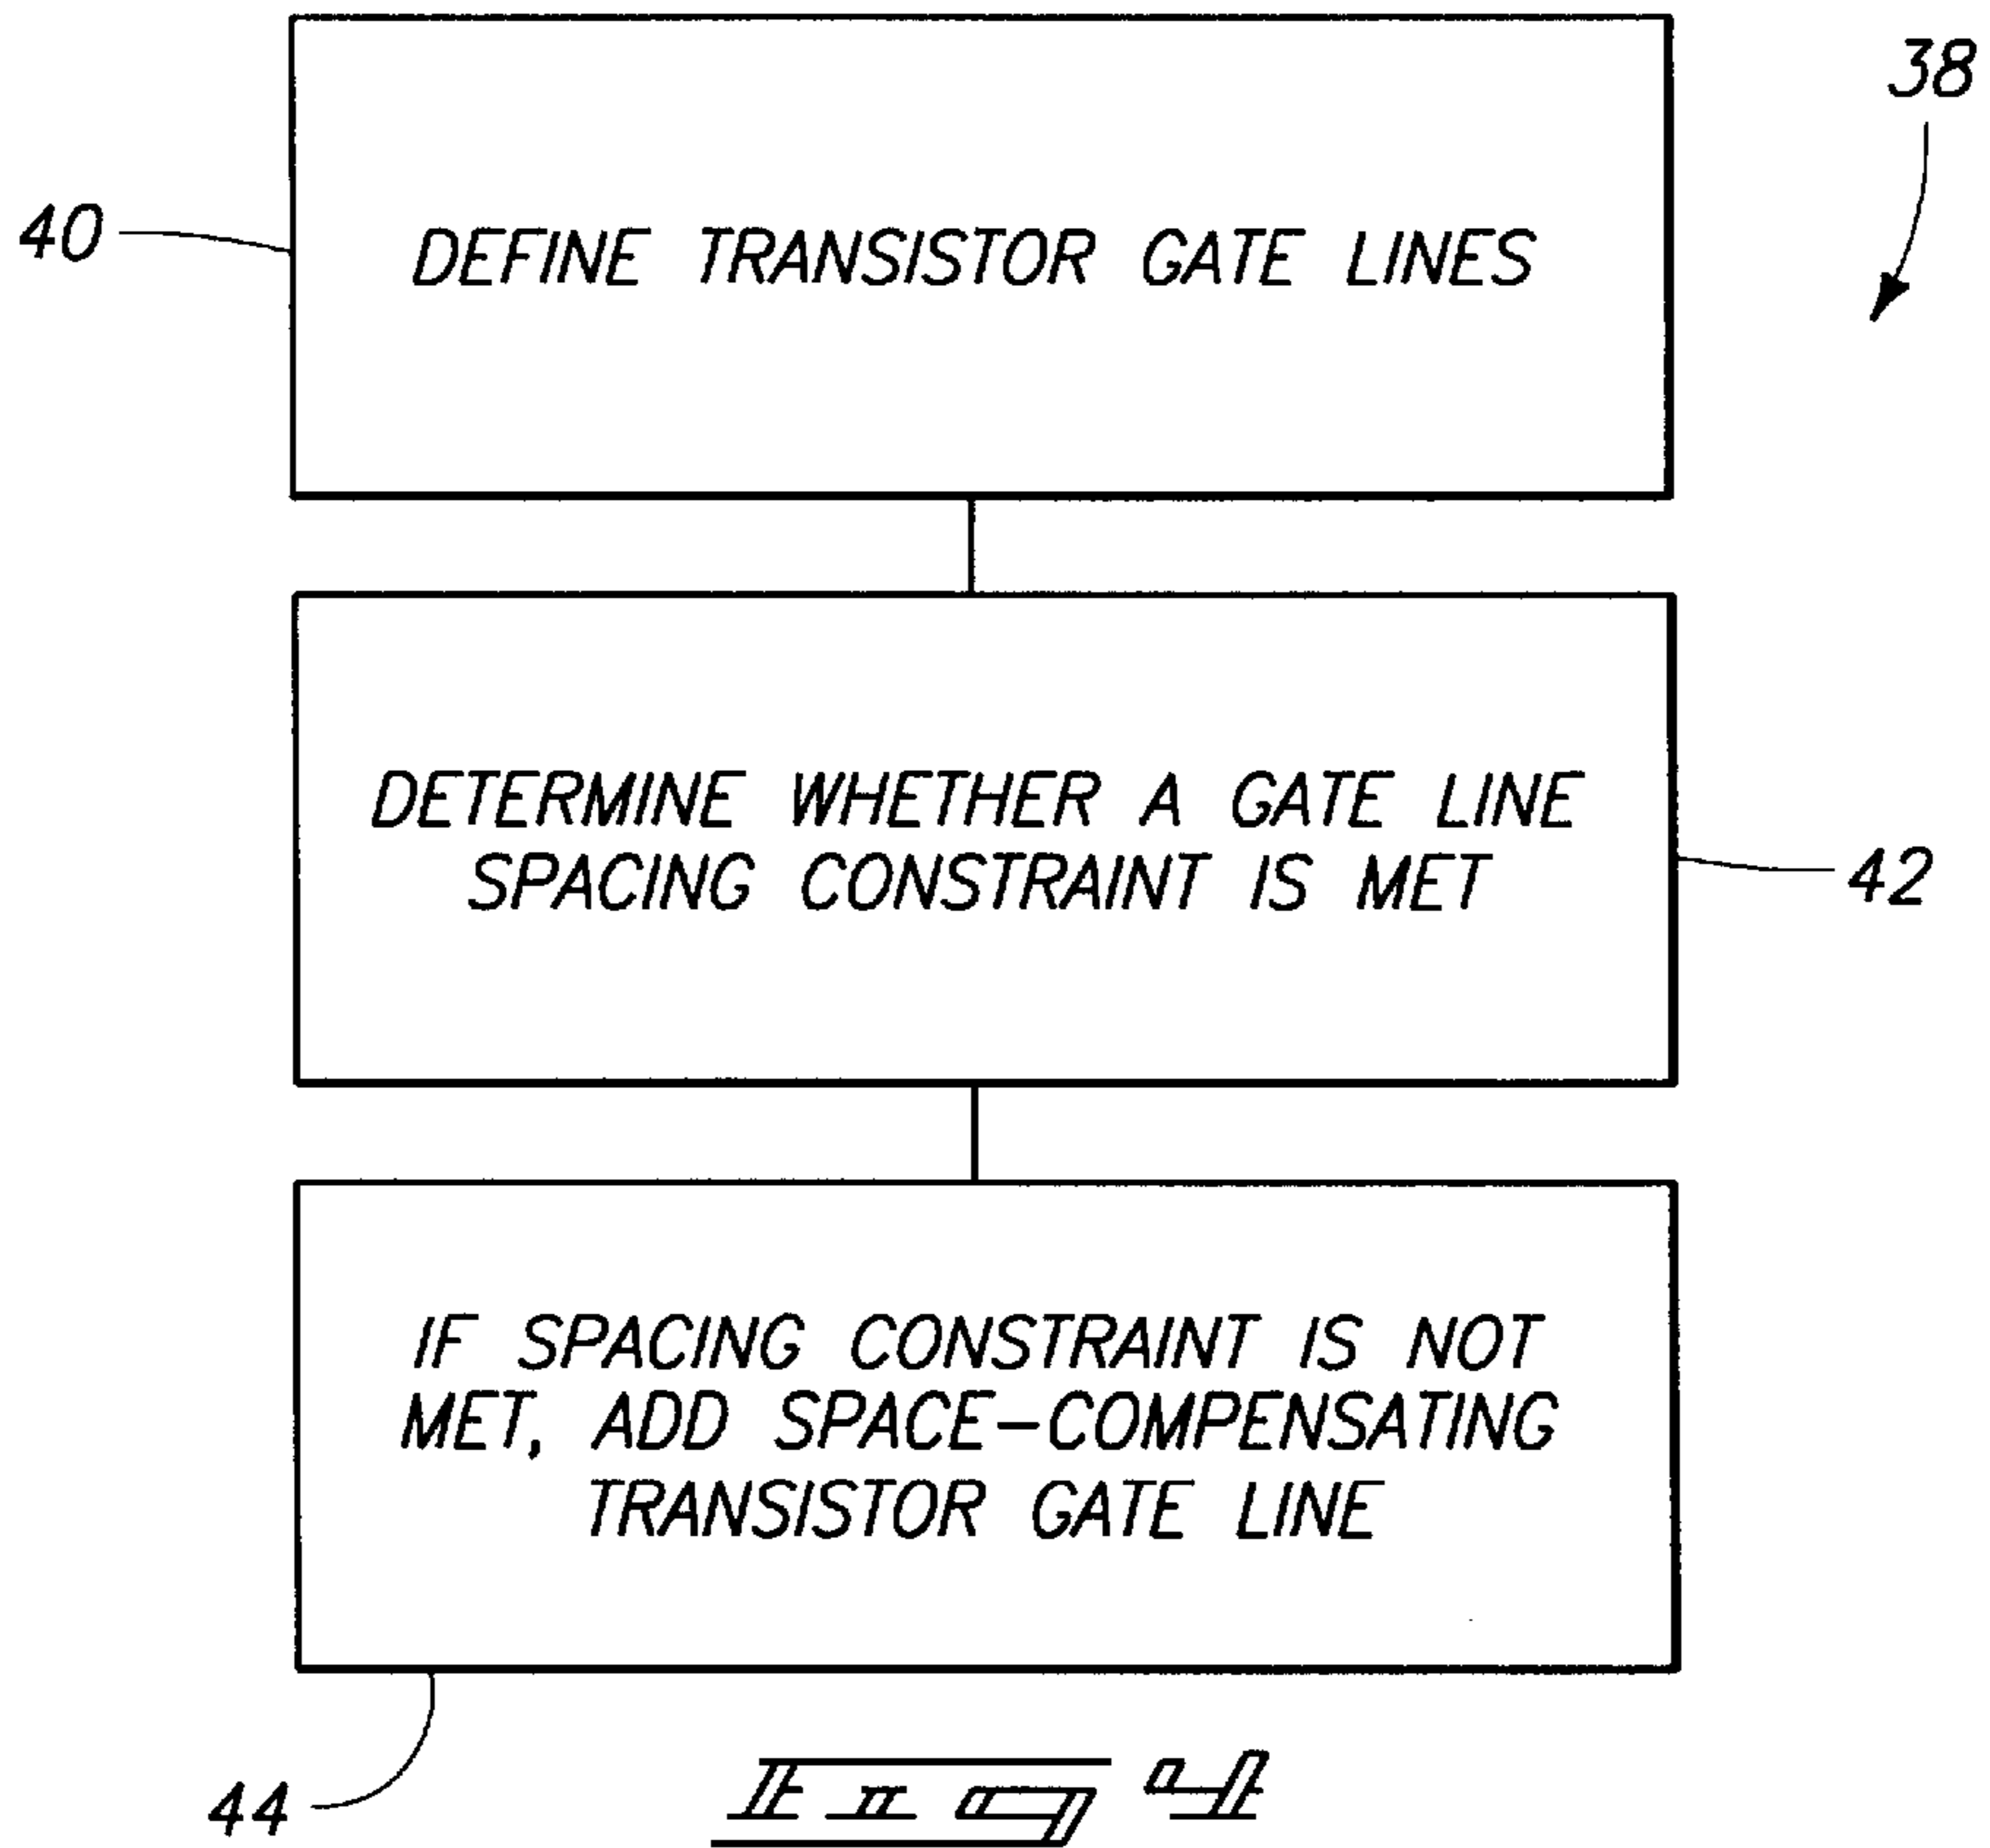 38
40
DEFINE TRANSISTOR GATE LINES
DETERMINE WHETHER A GATE LINE
SPACING CONSTRAINT IS MET
42
IF SPACING CONSTRAINT IS NOT
MET, ADD SPACE-COMPENSATING
TRANSISTOR GATE LINE
44
Fig 4